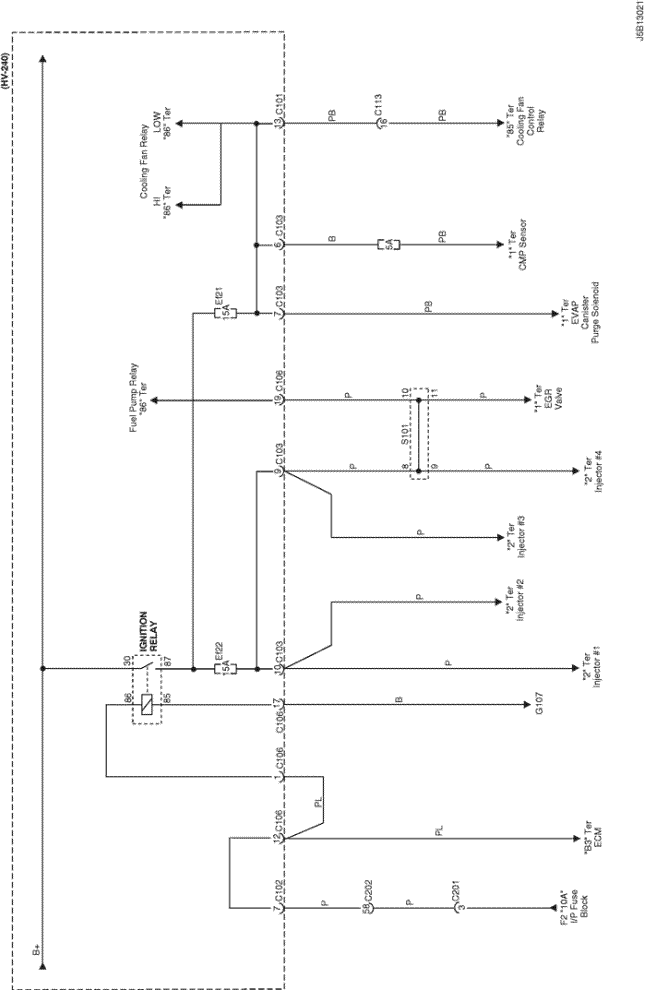 J5B13021
(HV-240)
B+
Cooling Fan Relay
LOW
"86" Ter
HI
"86" Ter
13 C101
PB
16 C113
PB
"85" Ter
Cooling Fan
Control
Relay
6 C103
B
5A
PB
"1" Ter
CMP Sensor
Ef21
15A
7 C103
PB
"1" Ter
EVAP
Canister
Purge Solenoid
Fuel Pump Relay
"86" Ter
C106
P
10
11
P
"1" Ter
EGR
Valve
9 C103
P
S101
8
9
P
"2" Ter
Injector #4
P
"2" Ter
Injector #3
P
"2" Ter
Injector #2
IGNITION
RELAY
30
87
86
85
Ef22
15A
10 C103
P
"2" Ter
Injector #1
17
C106
B
G107
1 C106
PL
12 C106
PL
"B3" Ter
ECM
7 C102
P
58 C202
P
3 C201
F2 "10A"
I/P Fuse
Block